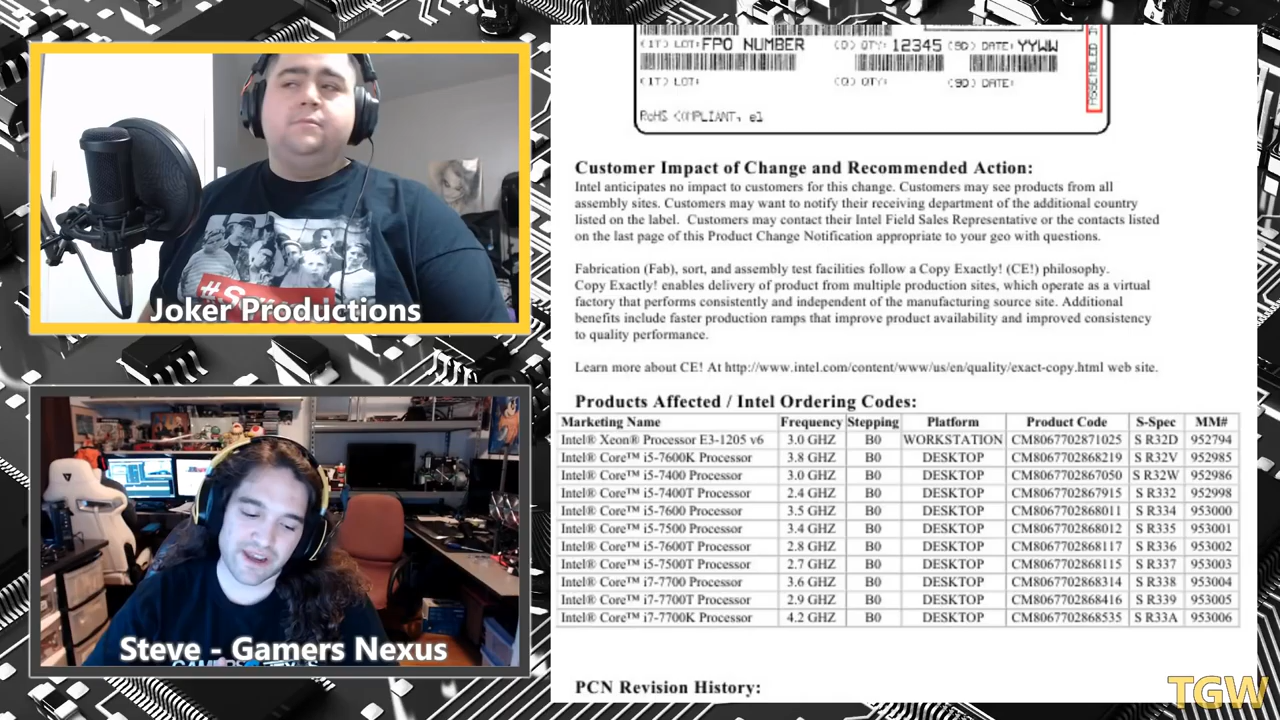 (1T) LOT: FPO NUMBER (Q) QTY: 12345 (9D) DATE: YYWW
(1T) LOT: (Q) QTY: (9D) DATE:
RoHS COMPLIANT, e1
Customer Impact of Change and Recommended Action:
Intel anticipates no impact to customers for this change. Customers may see products from all
assembly sites. Customers may want to notify their receiving department of the additional country
listed on the label. Customers may contact their Intel Field Sales Representative or the contacts listed
on the last page of this Product Change Notification appropriate to your geo with questions.
Fabrication (Fab), sort, and assembly test facilities follow a Copy Exactly! (CE!) philosophy.
Copy Exactly! enables delivery of product from multiple production sites, which operate as a virtual
factory that performs consistently and independent of the manufacturing source site. Additional
benefits include faster production ramps that improve product availability and improved consistency
to quality performance.
Learn more about CE! At http://www.intel.com/content/www/us/en/quality/exact-copy.html web site.
Products Affected / Intel Ordering Codes:
Marketing Name Frequency Stepping Platform Product Code S-Spec MM#
Intel® Xeon® Processor E3-1205 v6 3.0 GHZ B0 WORKSTATION CM8067702871025 S R32D 952794
Intel® Core™ i5-7600K Processor 3.8 GHZ B0 DESKTOP CM8067702868219 S R32V 952985
Intel® Core™ i5-7400 Processor 3.0 GHZ B0 DESKTOP CM8067702867050 S R32W 952986
Intel® Core™ i5-7400T Processor 2.4 GHZ B0 DESKTOP CM8067702867915 S R332 952998
Intel® Core™ i5-7600 Processor 3.5 GHZ B0 DESKTOP CM8067702868011 S R334 953000
Intel® Core™ i5-7500 Processor 3.4 GHZ B0 DESKTOP CM8067702868012 S R335 953001
Intel® Core™ i5-7600T Processor 2.8 GHZ B0 DESKTOP CM8067702868117 S R336 953002
Intel® Core™ i5-7500T Processor 2.7 GHZ B0 DESKTOP CM8067702868115 S R337 953003
Intel® Core™ i7-7700 Processor 3.6 GHZ B0 DESKTOP CM8067702868314 S R338 953004
Intel® Core™ i7-7700T Processor 2.9 GHZ B0 DESKTOP CM8067702868416 S R339 953005
Intel® Core™ i7-7700K Processor 4.2 GHZ B0 DESKTOP CM8067702868535 S R33A 953006
PCN Revision History:
Joker Productions
Steve - Gamers Nexus
TGW